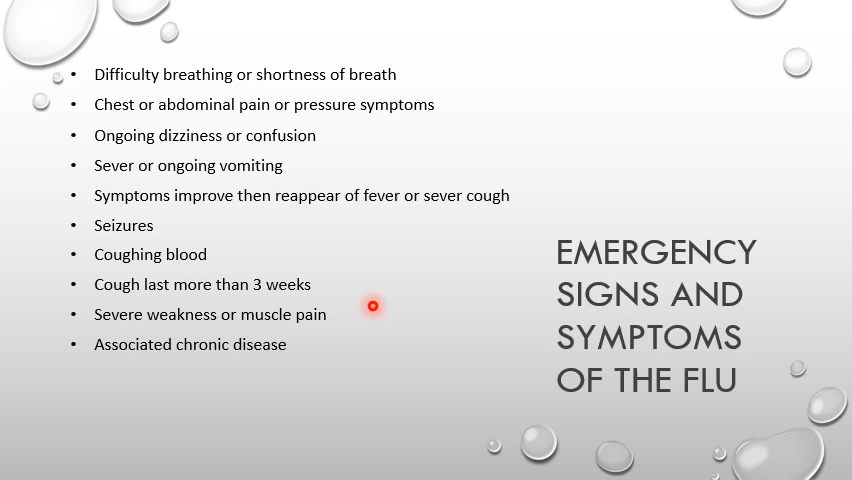 • Difficulty breathing or shortness of breath
• Chest or abdominal pain or pressure symptoms
• Ongoing dizziness or confusion
• Sever or ongoing vomiting
• Symptoms improve then reappear of fever or sever cough
• Seizures
• Coughing blood
• Cough last more than 3 weeks
• Severe weakness or muscle pain
• Associated chronic disease
EMERGENCY
SIGNS AND
SYMPTOMS
OF THE FLU